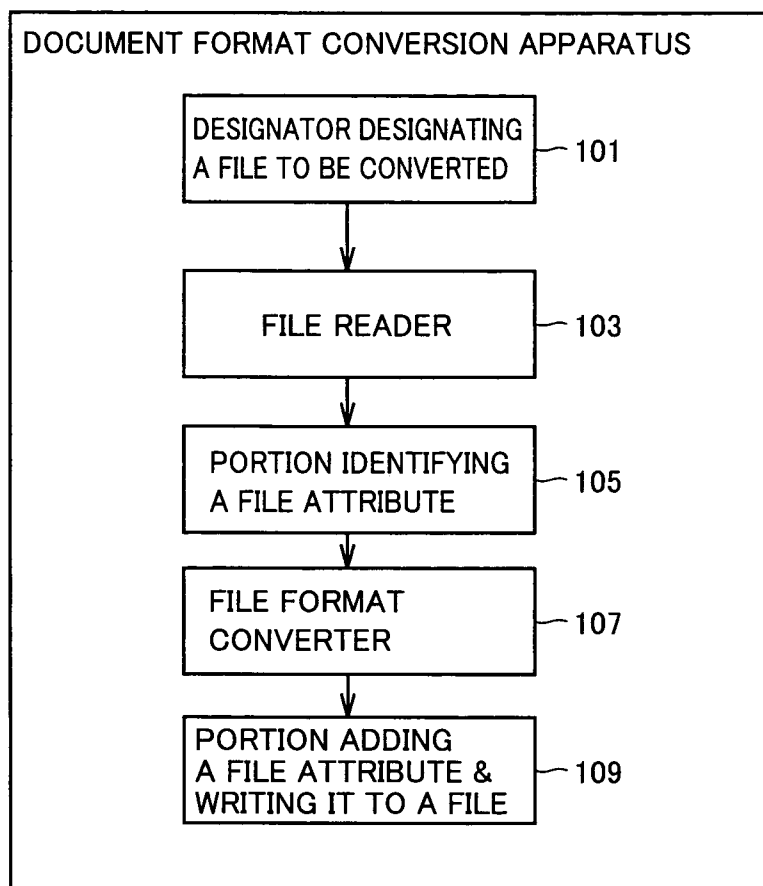 DOCUMENT FORMAT CONVERSION APPARATUS
DESIGNATOR DESIGNATING
A FILE TO BE CONVERTED
101
FILE READER
103
PORTION IDENTIFYING
A FILE ATTRIBUTE
105
FILE FORMAT
CONVERTER
107
PORTION ADDING
A FILE ATTRIBUTE &
WRITING IT TO A FILE
109